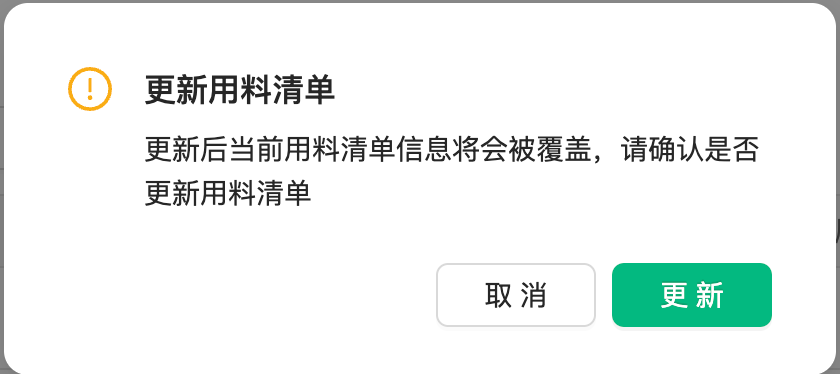 更新用料清单
更新后当前用料清单信息将会被覆盖，请确认是否
更新用料清单
取 消
更 新